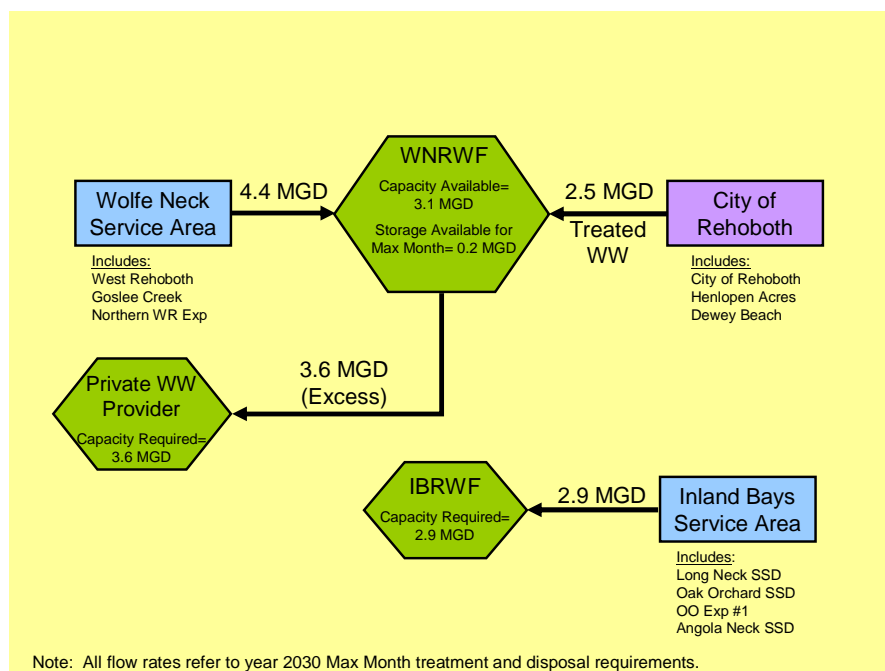 WNRWF
Capacity Available=
3.1 MGD
Storage Available for
Max Month= 0.2 MGD
Wolfe Neck
Service Area
4.4 MGD
2.5 MGD
Treated
WW
City of
Rehoboth
Includes:
West Rehoboth
Goslee Creek
Northern WR Exp
Includes:
City of Rehoboth
Henlopen Acres
Dewey Beach
3.6 MGD
(Excess)
Private WW
Provider
Capacity Required=
3.6 MGD
IBRWF
Capacity Required=
2.9 MGD
2.9 MGD
Inland Bays
Service Area
Includes:
Long Neck SSD
Oak Orchard SSD
OO Exp #1
Angola Neck SSD
Note:  All flow rates refer to year 2030 Max Month treatment and disposal requirements.